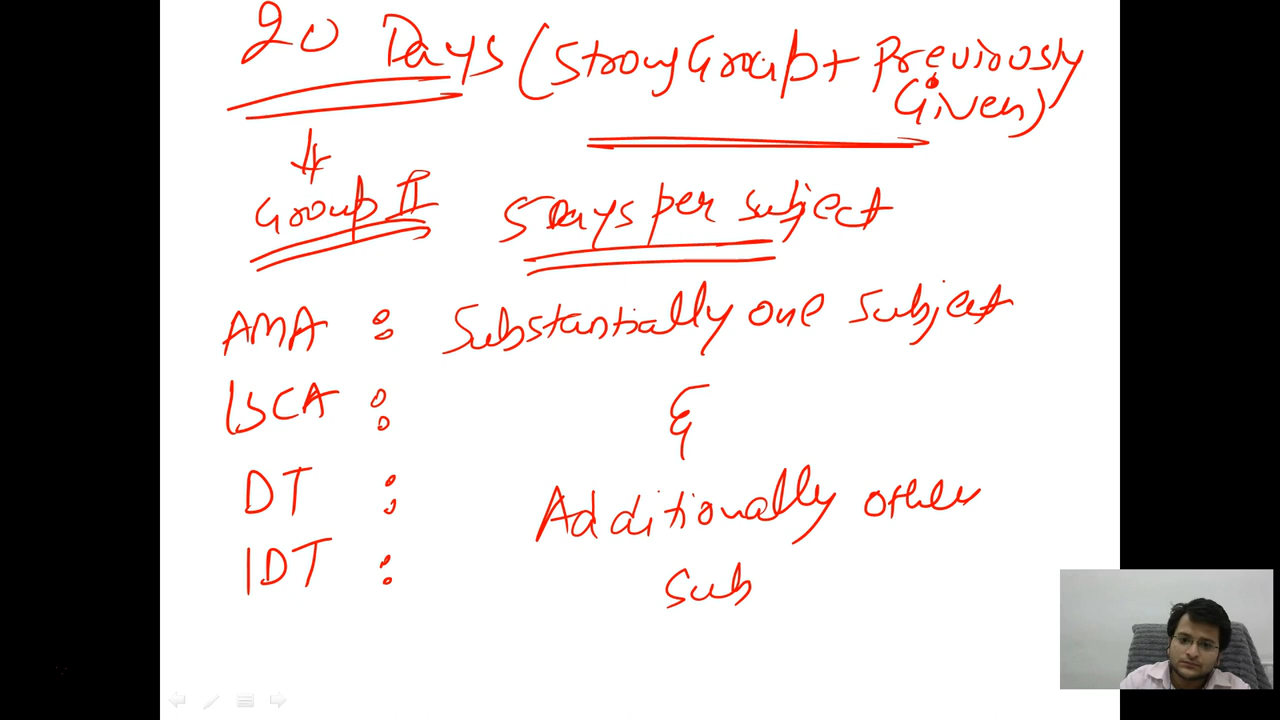 20 Days (Strong Group + Previously
Given)
Group II 5 Days per subject
AMA : Substantially one subject
ISCA : &
DT : Additionally other
IDT : sub